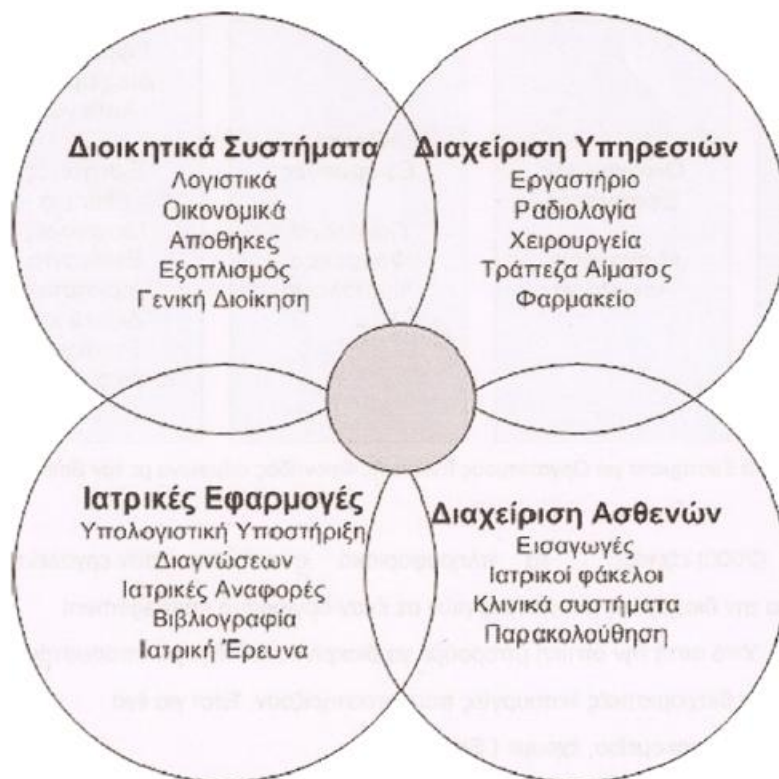 Διοικητικά Συστήματα
Λογιστικά
Οικονομικά
Αποθήκες
Εξοπλισμός
Γενική Διοίκηση
Διαχείριση Υπηρεσιών
Εργαστήριο
Ραδιολογία
Χειρουργεία
Τράπεζα Αίματος
Φαρμακείο
Ιατρικές Εφαρμογές
Υπολογιστική Υποστήριξη
Διαγνώσεων
Ιατρικές Αναφορές
Βιβλιογραφία
Ιατρική Έρευνα
Διαχείριση Ασθενών
Εισαγωγές
Ιατρικοί φάκελοι
Κλινικά συστήματα
Παρακολούθηση